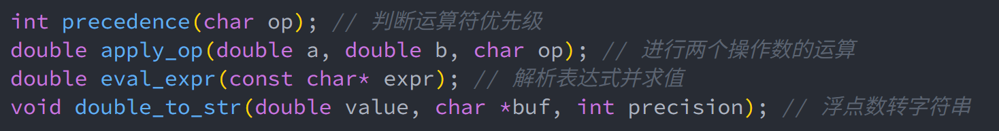 int precedence(char op); // 判断运算符优先级
double apply_op(double a, double b, char op); // 进行两个操作数的运算
double eval_expr(const char* expr); // 解析表达式并求值
void double_to_str(double value, char *buf, int precision); // 浮点数转字符串